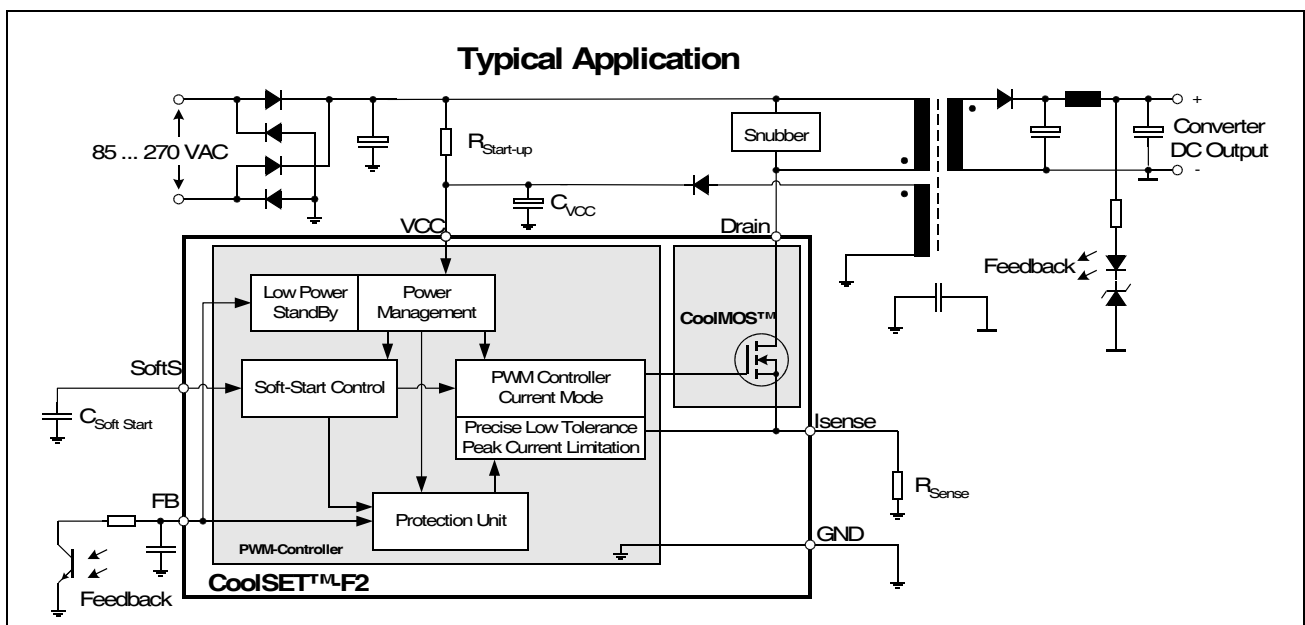 Typical Application
85 ... 270 VAC
RStart-up
Snubber
+
Converter
DC Output
-
CVCC
VCC
Drain
Feedback
Low Power
StandBy
Power
Management
CoolMOS™
SoftS
Soft-Start Control
PWM Controller
Current Mode
CSoft Start
Precise Low Tolerance
Peak Current Limitation
Isense
RSense
FB
Protection Unit
GND
PWM-Controller
CoolSET™-F2
Feedback